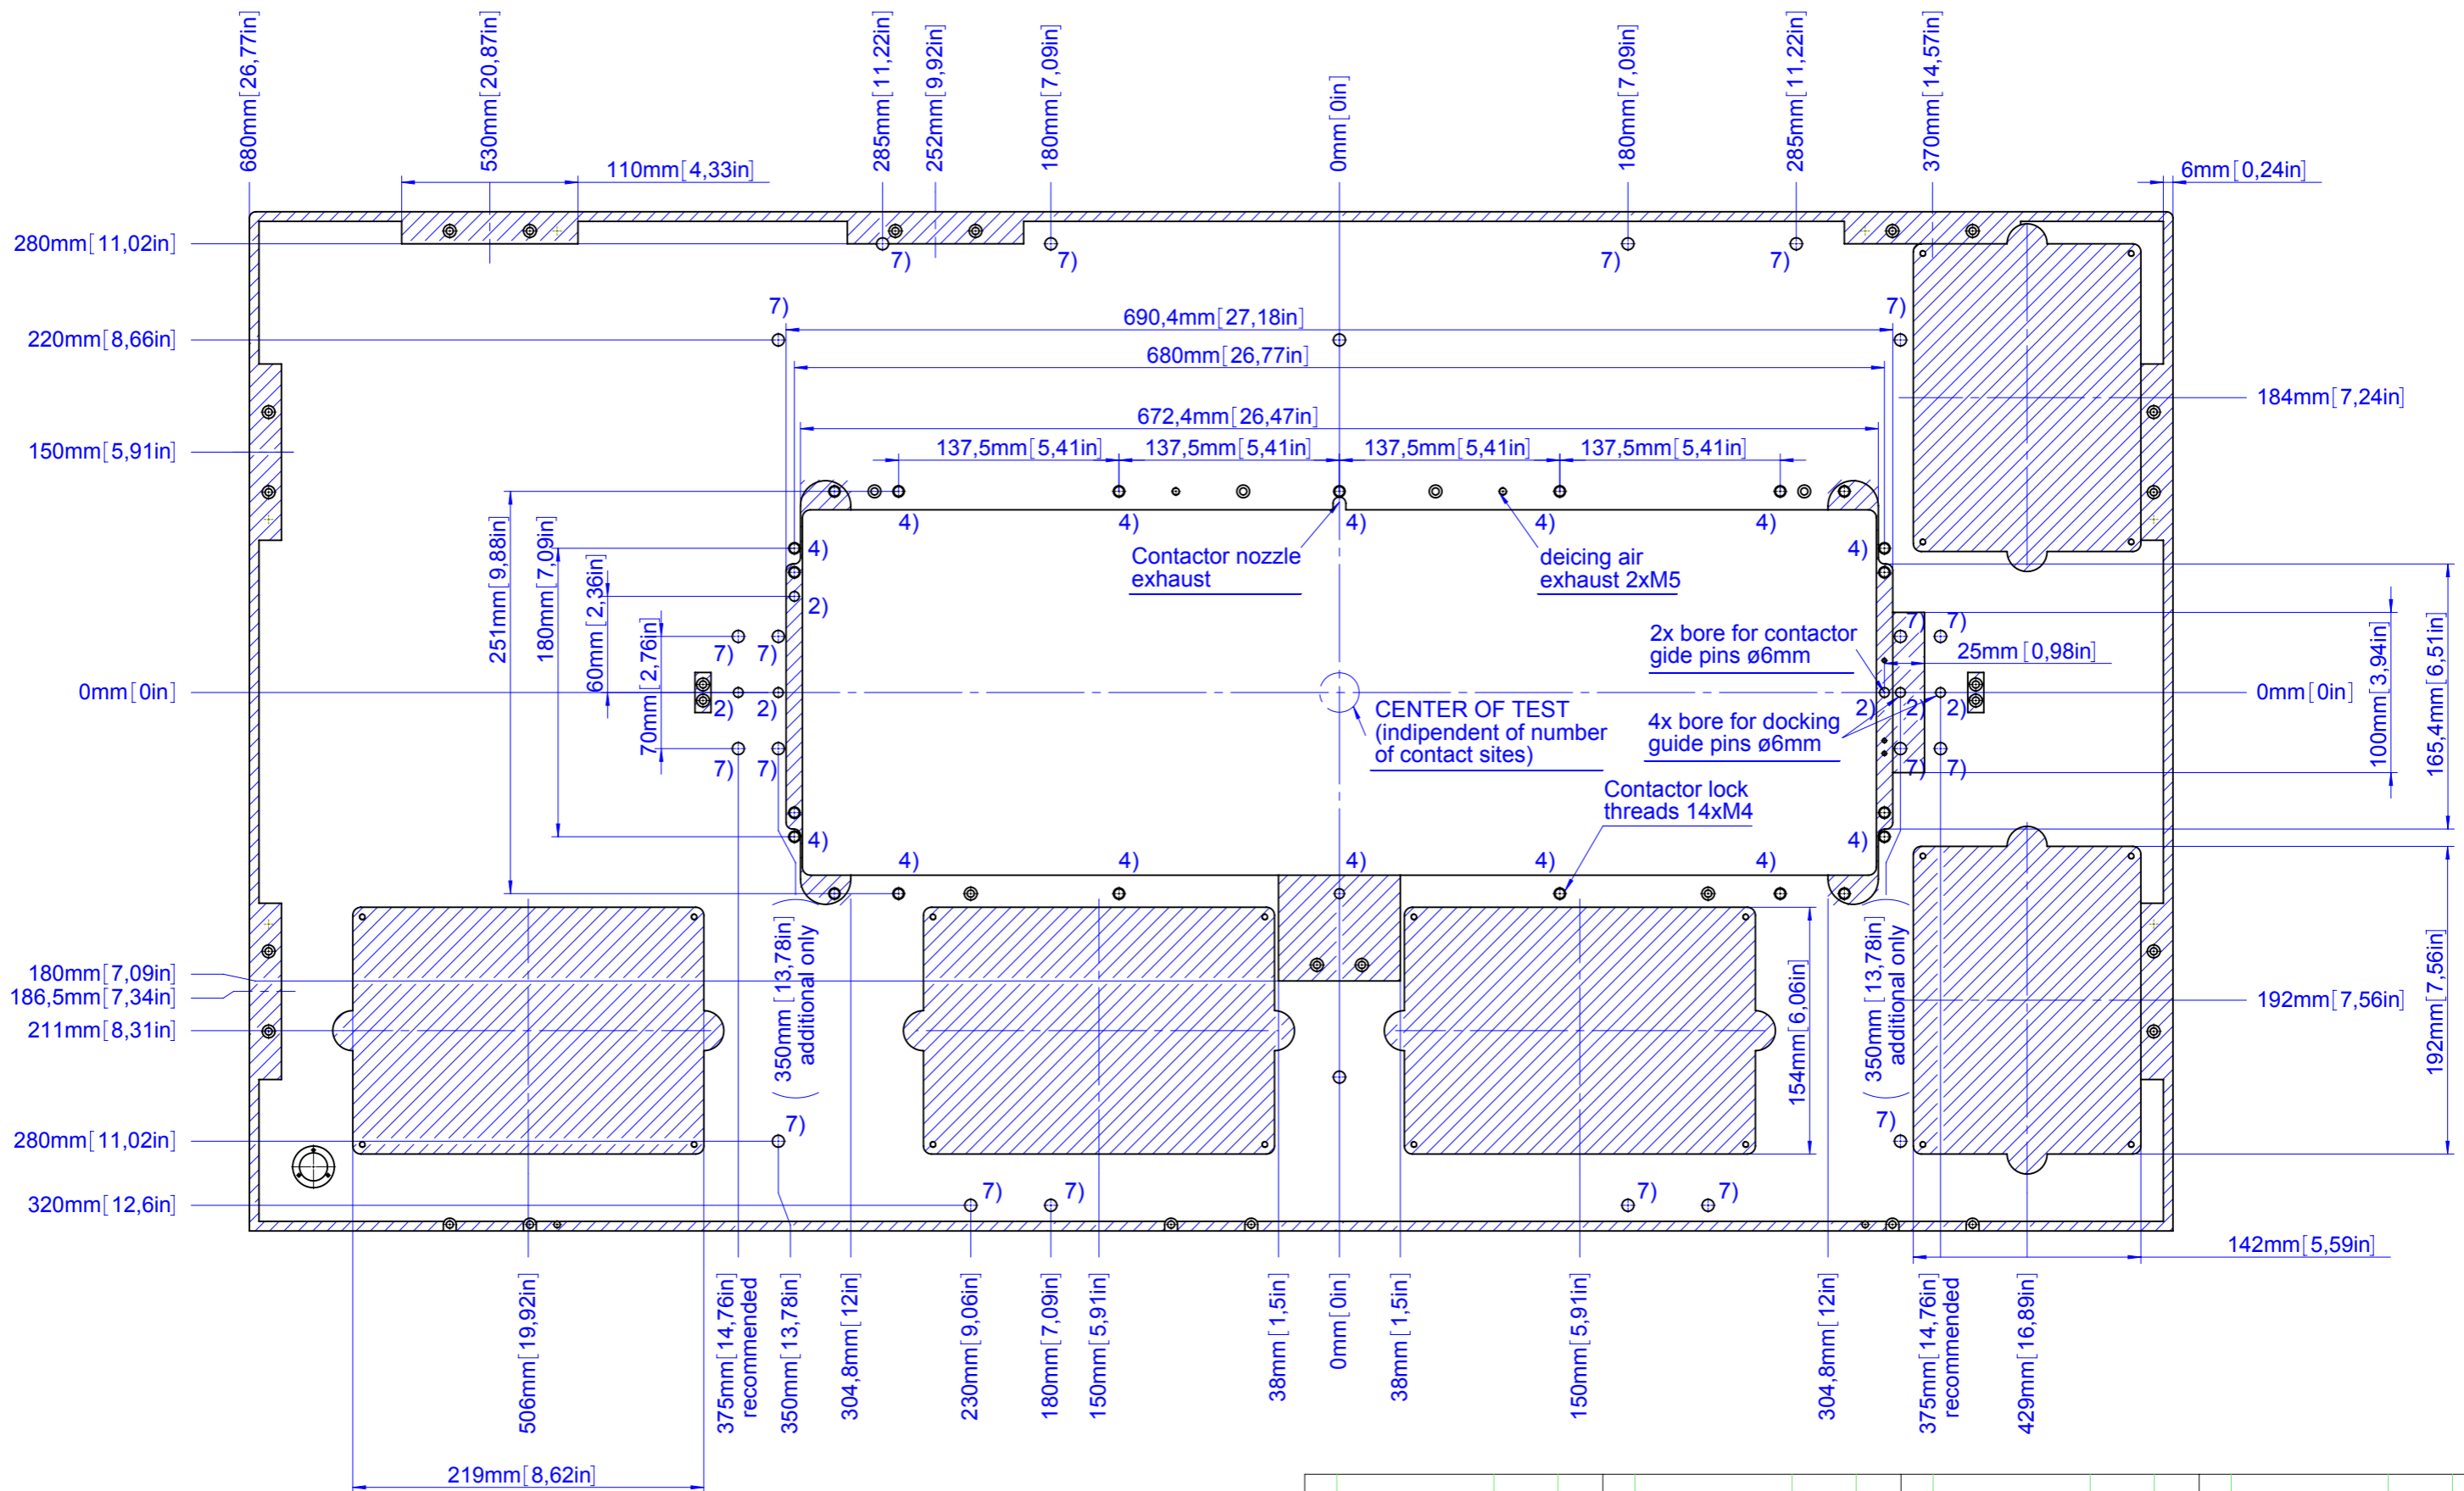 680mm[26,77in]
530mm[20,87in]
285mm[11,22in]
252mm[9,92in]
180mm[7,09in]
0mm[0in]
180mm[7,09in]
285mm[11,22in]
370mm[14,57in]
110mm[4,33in]
6mm[0,24in]
280mm[11,02in]
7)
7)
7)
7)
7)
7)
690,4mm[27,18in]
220mm[8,66in]
680mm[26,77in]
184mm[7,24in]
672,4mm[26,47in]
150mm[5,91in]
137,5mm[5,41in]
137,5mm[5,41in]
137,5mm[5,41in]
137,5mm[5,41in]
4)
4)
4)
4)
4)
251mm[9,88in]
180mm[7,09in]
60mm[2,36in]
70mm[2,76in]
4)
4)
Contactor nozzle
exhaust
deicing air
exhaust 2xM5
2)
2x bore for contactor
gide pins ø6mm
7)
7)
7)
7)
25mm[0,98in]
100mm[3,94in]
165,4mm[6,51in]
0mm[0in]
0mm[0in]
2)
2)
2)
2)
2)
CENTER OF TEST
(indipendent of number
of contact sites)
4x bore for docking
guide pins ø6mm
7)
7)
7)
7)
Contactor lock
threads 14xM4
4)
4)
4)
4)
4)
4)
4)
350mm[13,78in]
additional only
350mm[13,78in]
additional only
180mm[7,09in]
186,5mm[7,34in]
211mm[8,31in]
154mm[6,06in]
192mm[7,56in]
192mm[7,56in]
280mm[11,02in]
7)
7)
320mm[12,6in]
7)
7)
7)
7)
142mm[5,59in]
506mm[19,92in]
375mm[14,76in]
recommended
350mm[13,78in]
304,8mm[12in]
230mm[9,06in]
180mm[7,09in]
150mm[5,91in]
38mm[1,5in]
0mm[0in]
38mm[1,5in]
150mm[5,91in]
304,8mm[12in]
375mm[14,76in]
recommended
429mm[16,89in]
219mm[8,62in]